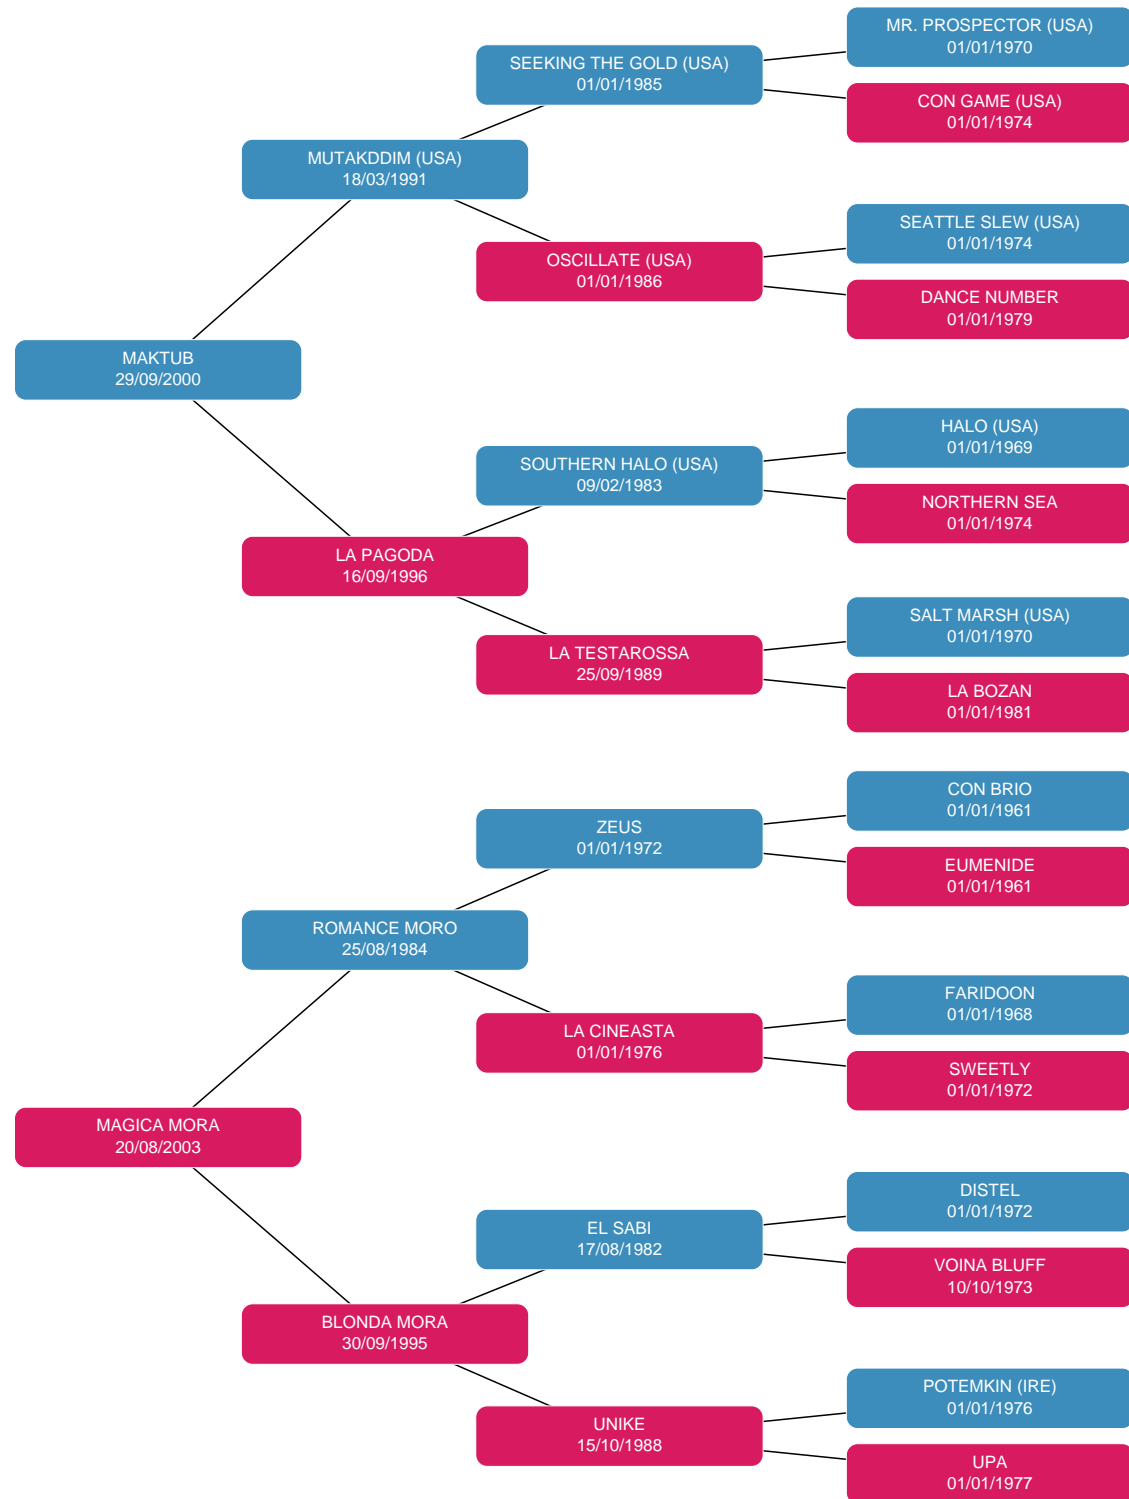 MR. PROSPECTOR (USA)
01/01/1970
SEEKING THE GOLD (USA)
01/01/1985
CON GAME (USA)
01/01/1974
MUTAKDDIM (USA)
18/03/1991
SEATTLE SLEW (USA)
01/01/1974
OSCILLATE (USA)
01/01/1986
DANCE NUMBER
01/01/1979
MAKTUB
29/09/2000
HALO (USA)
01/01/1969
SOUTHERN HALO (USA)
09/02/1983
NORTHERN SEA
01/01/1974
LA PAGODA
16/09/1996
SALT MARSH (USA)
01/01/1970
LA TESTAROSSA
25/09/1989
LA BOZAN
01/01/1981
CON BRIO
01/01/1961
ZEUS
01/01/1972
EUMENIDE
01/01/1961
ROMANCE MORO
25/08/1984
FARIDOON
01/01/1968
LA CINEASTA
01/01/1976
SWEETLY
01/01/1972
MAGICA MORA
20/08/2003
DISTEL
01/01/1972
EL SABI
17/08/1982
VOINA BLUFF
10/10/1973
BLONDA MORA
30/09/1995
POTEMKIN (IRE)
01/01/1976
UNIKE
15/10/1988
UPA
01/01/1977